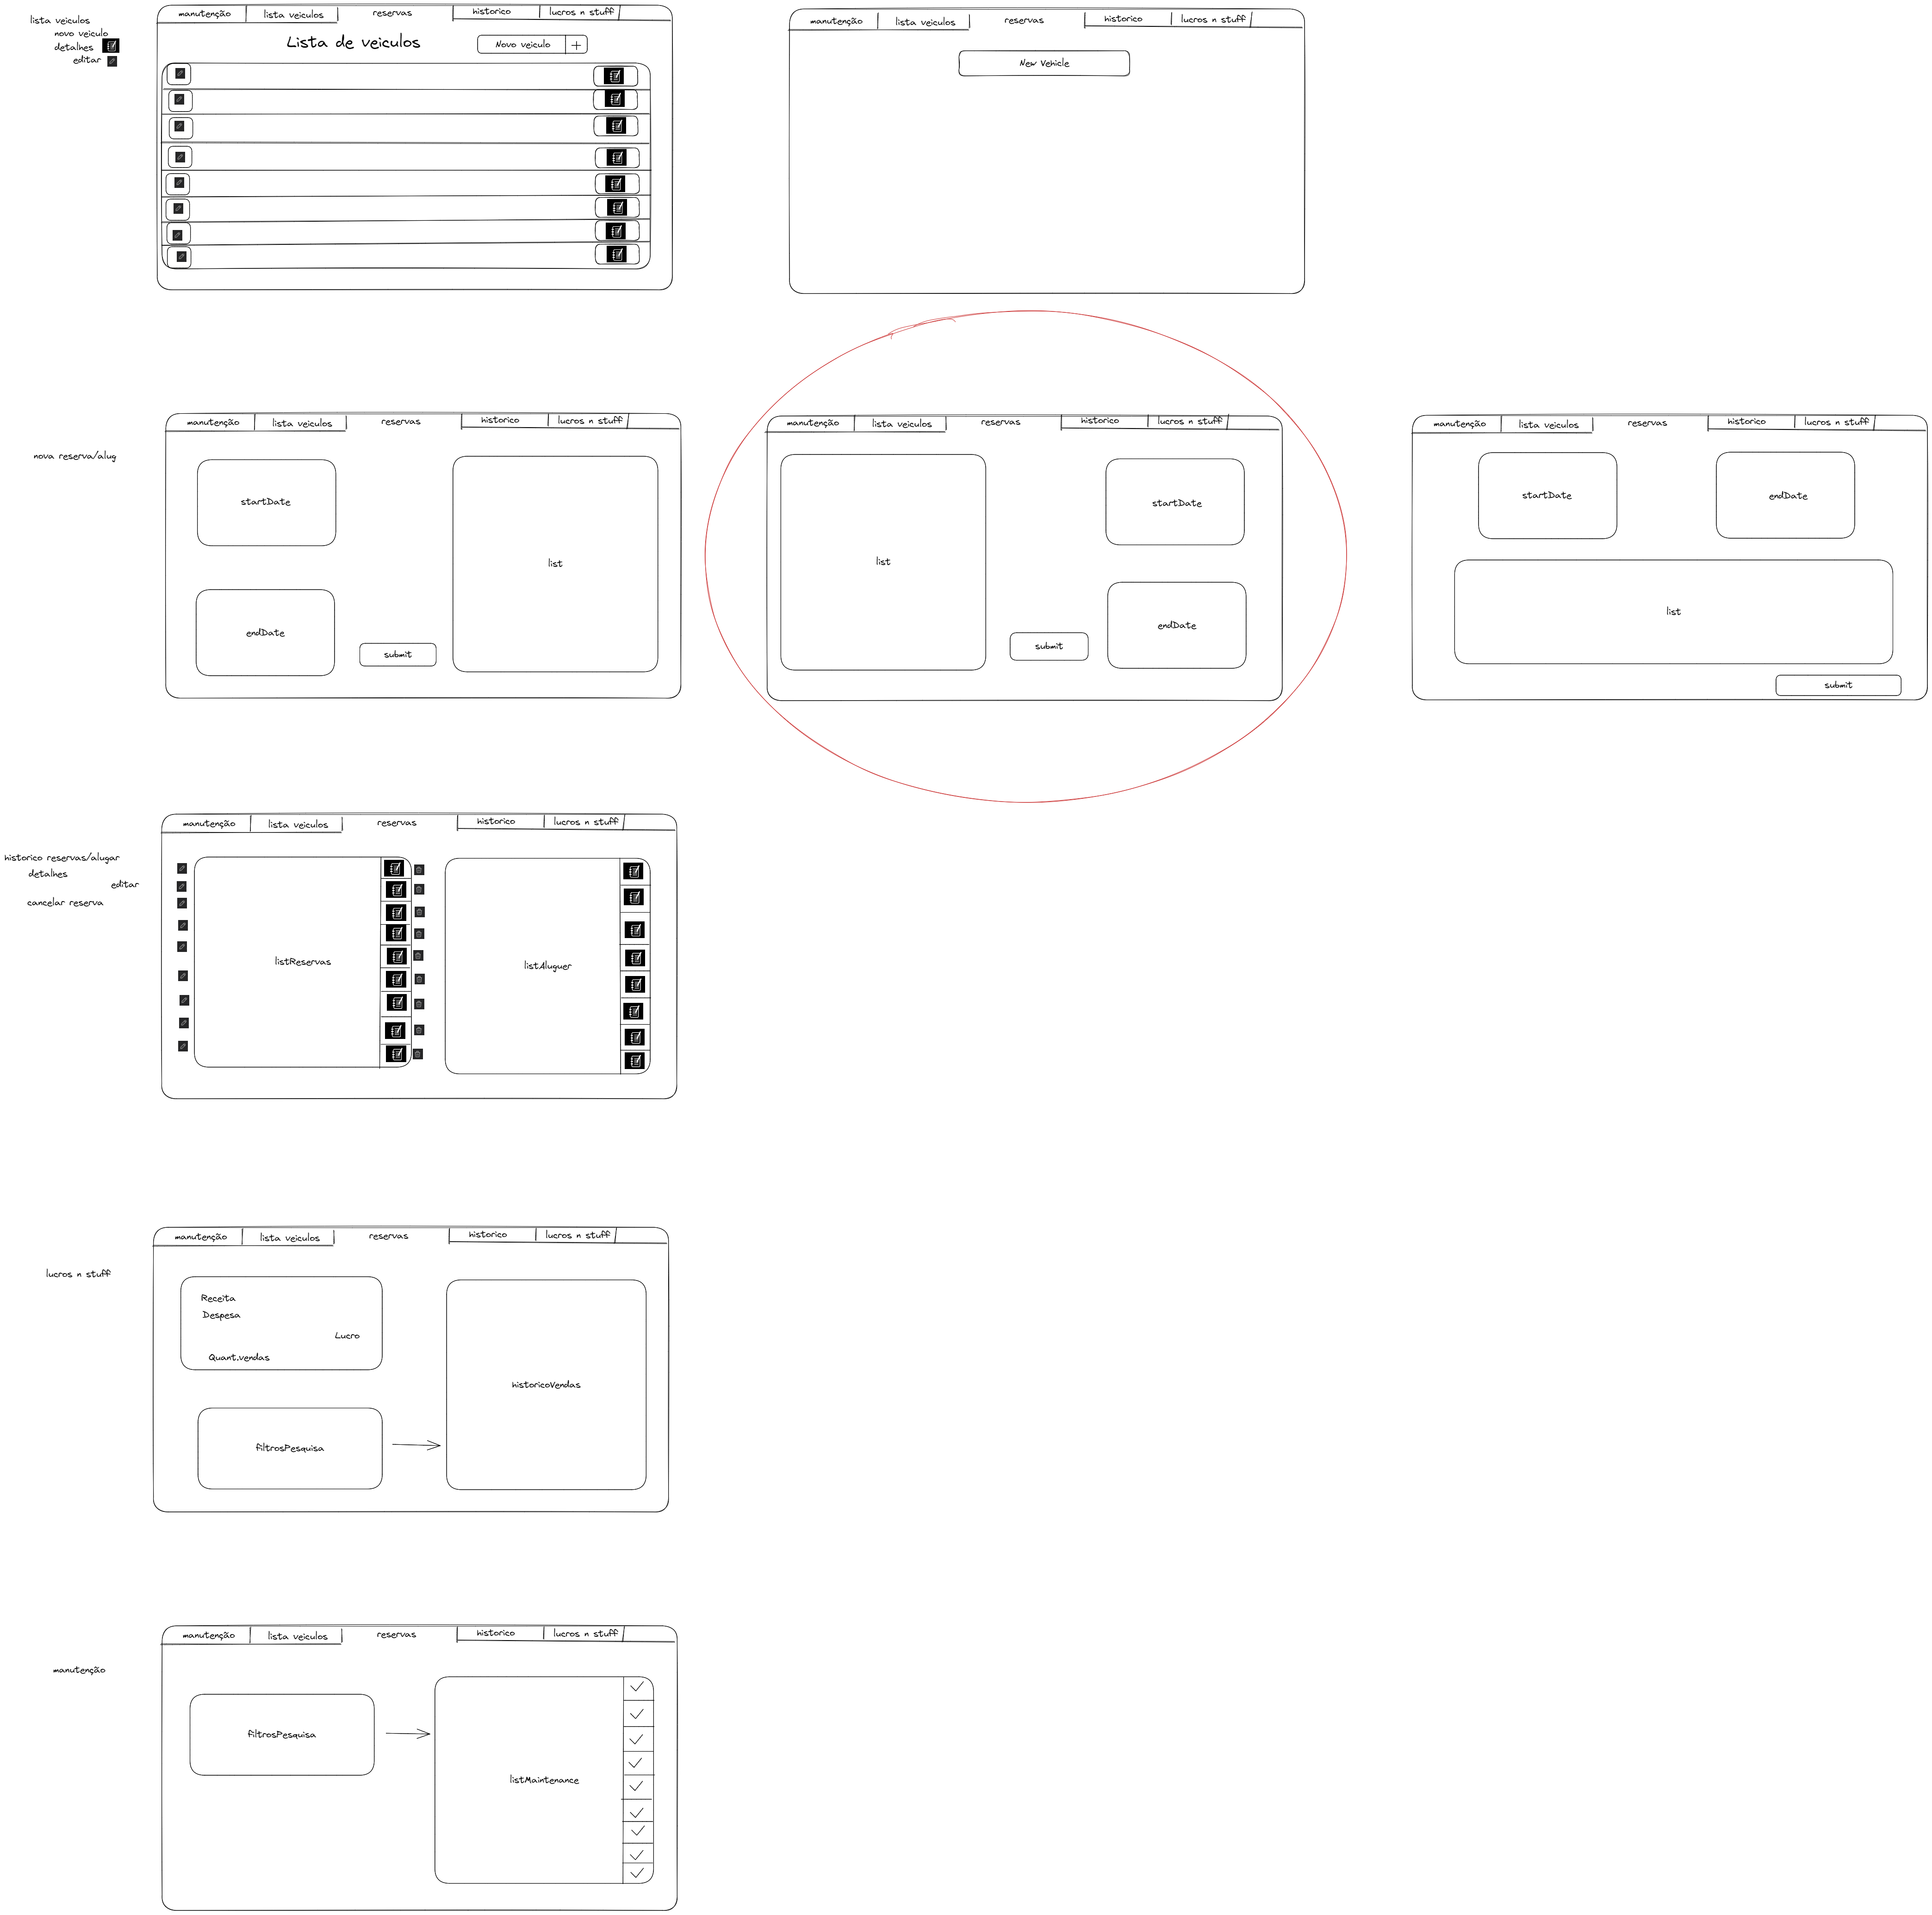 lista veiculos
novo veiculo
detalhes
editar
manutenção
lista veiculos
reservas
historico
lucros n stuff
Lista de veiculos
Novo veiculo
manutenção
lista veiculos
reservas
historico
lucros n stuff
New Vehicle
nova reserva/alug
manutenção
lista veiculos
reservas
historico
lucros n stuff
startDate
endDate
submit
list
manutenção
lista veiculos
reservas
historico
lucros n stuff
list
startDate
submit
endDate
manutenção
lista veiculos
reservas
historico
lucros n stuff
startDate
endDate
list
submit
historico reservas/alugar
detalhes
editar
cancelar reserva
manutenção
lista veiculos
reservas
historico
lucros n stuff
listReservas
listAluguer
lucros n stuff
manutenção
lista veiculos
reservas
historico
lucros n stuff
Receita
Despesa
Lucro
Quant.vendas
filtrosPesquisa
historicoVendas
manutenção
manutenção
lista veiculos
reservas
historico
lucros n stuff
filtrosPesquisa
listMaintenance